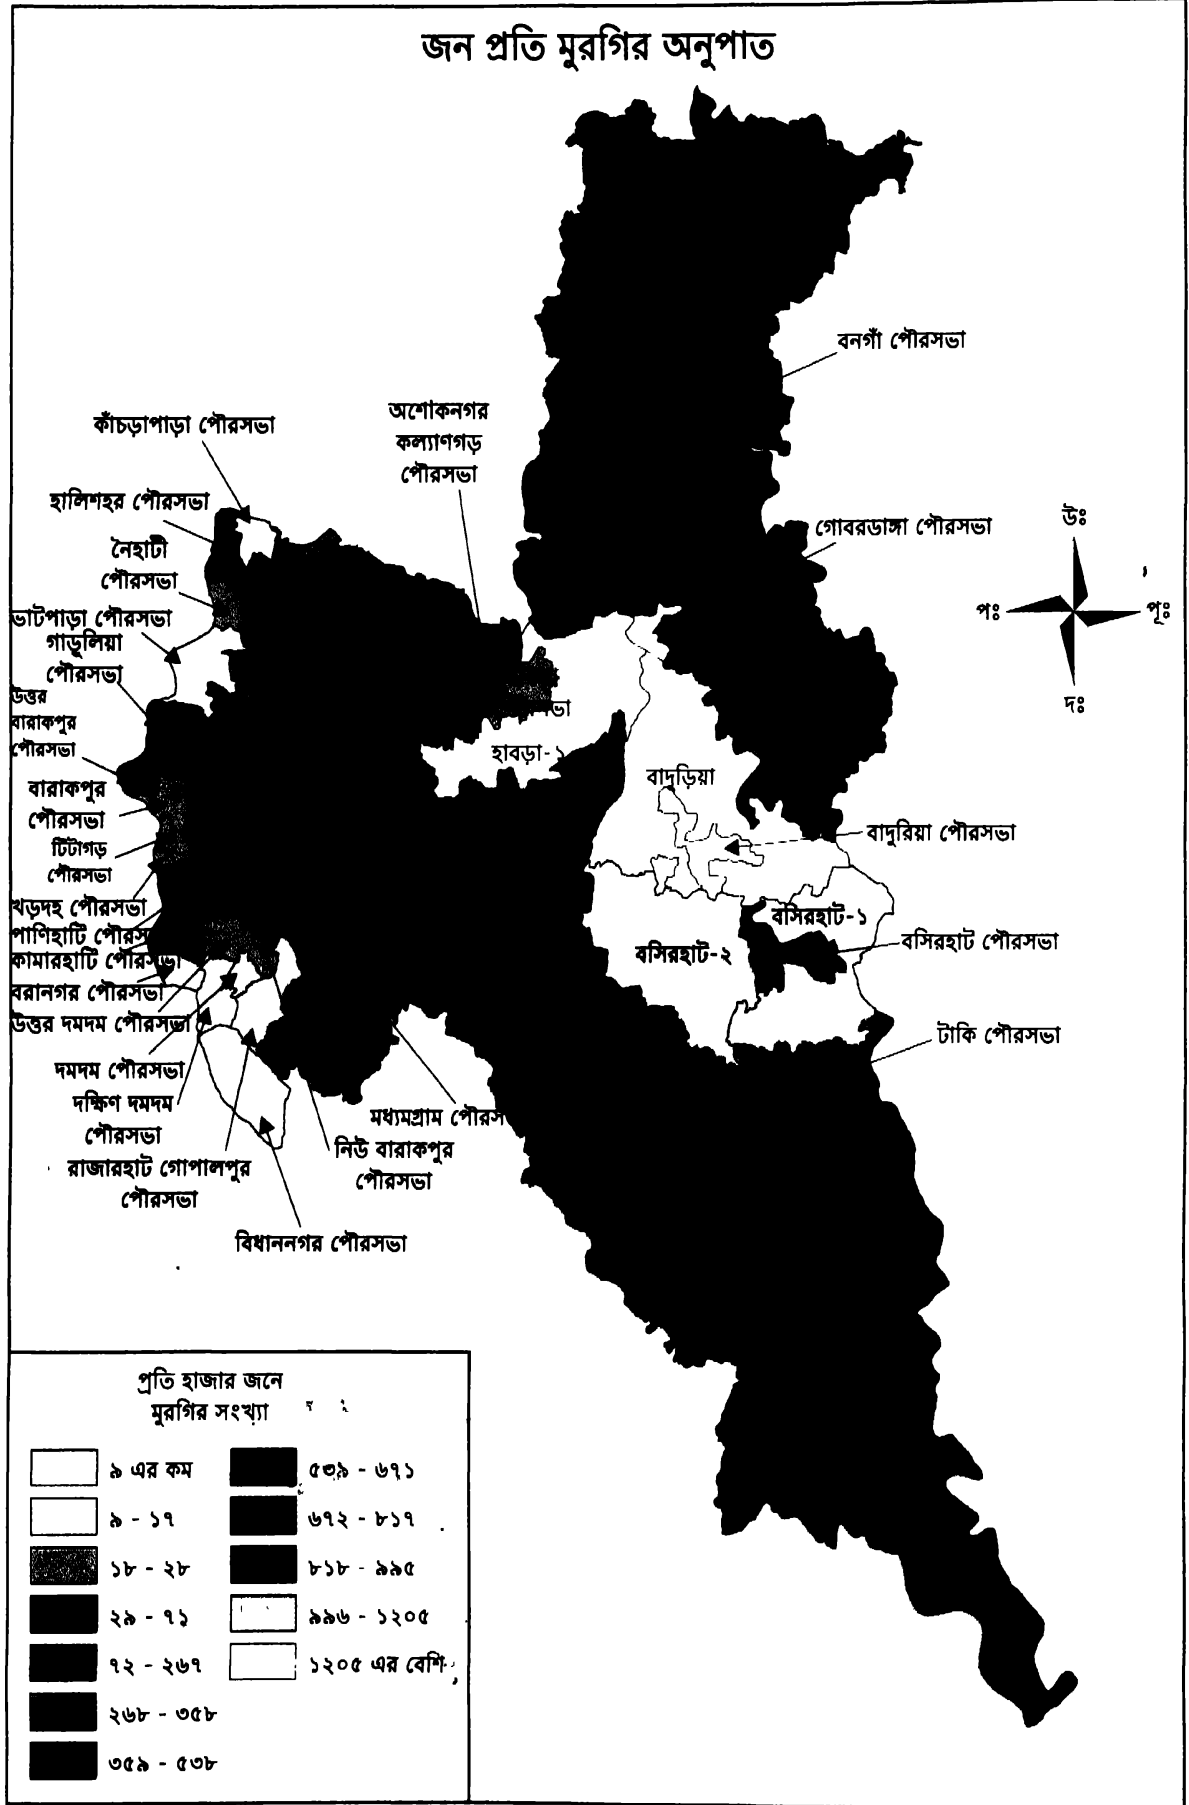 জন প্রতি মুরগির অনুপাত
বনগাঁ পৌরসভা
অশোকনগর
কল্যাণগড়
পৌরসভা
কাঁচড়াপাড়া পৌরসভা
হালিশহর পৌরসভা
গোবরডাঙ্গা পৌরসভা
উঃ
পঃ
পূঃ
দঃ
নৈহাটী
পৌরসভা
ভাটপাড়া পৌরসভা
গাড়ুলিয়া
পৌরসভা
উত্তর
বারাকপুর
পৌরসভা
হাবড়া-১
বাদুড়িয়া
বারাকপুর
পৌরসভা
বাদুরিয়া পৌরসভা
টিটাগড়
পৌরসভা
খড়দহ পৌরসভা
পাণিহাটি
কামারহাটি পৌরসভা
বসিরহাট-১
বসিরহাট পৌরসভা
বসিরহাট-২
বরানগর পৌরসভা
উত্তর দমদম পৌরসভা
টাকি পৌরসভা
দমদম পৌরসভা
দক্ষিণ দমদম
পৌরসভা
মধ্যমগ্রাম
নিউ বারাকপুর
পৌরসভা
রাজারহাট গোপালপুর
পৌরসভা
বিধাননগর পৌরসভা
প্রতি হাজার জনে
মুরগির সংখ্যা
৯ এর কম
৯ - ১৭
১৮ - ২৮
২৯ - ৭১
৭২ - ২৬৭
২৬৮ - ৩৫৮
৩৫৯ - ৫৩৮
৫৩৯ - ৬৭১
৬৭২ - ৮১৭
৮১৮ - ৯৯৫
৯৯৬ - ১২০৫
১২০৫ এর বেশি